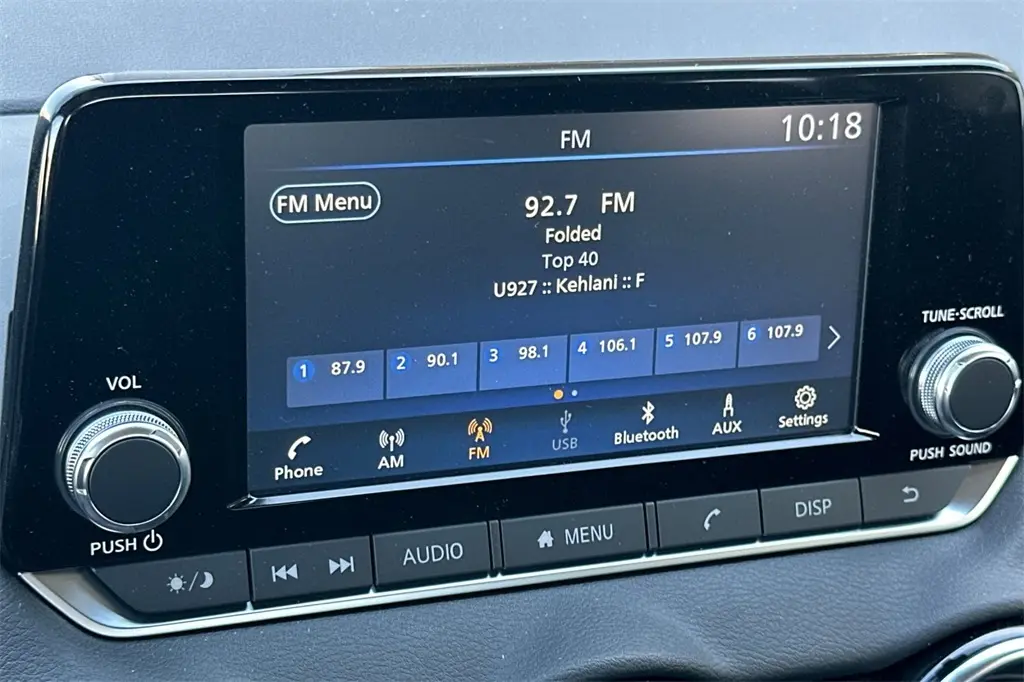 FM
10:18
FM Menu
92.7 FM
Folded
Top 40
U927 :: Kehlani :: F
1 87.9
2 90.1
3 98.1
4 106.1
5 107.9
6 107.9
Phone
AM
FM
USB
Bluetooth
AUX
Settings
VOL
PUSH
TUNE·SCROLL
PUSH SOUND
AUDIO
MENU
DISP